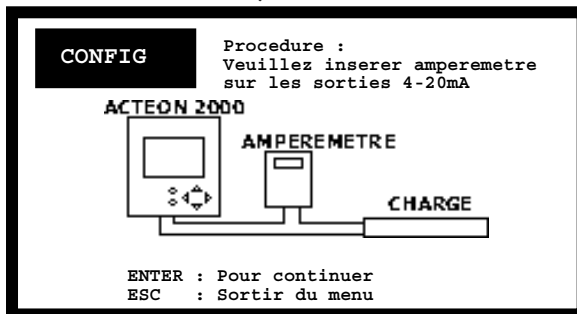 CONFIG
Procedure :
Veuillez inserer amperemetre
sur les sorties 4-20mA
ACTEON 2000
AMPEREMETRE
CHARGE
ENTER : Pour continuer
ESC : Sortir du menu